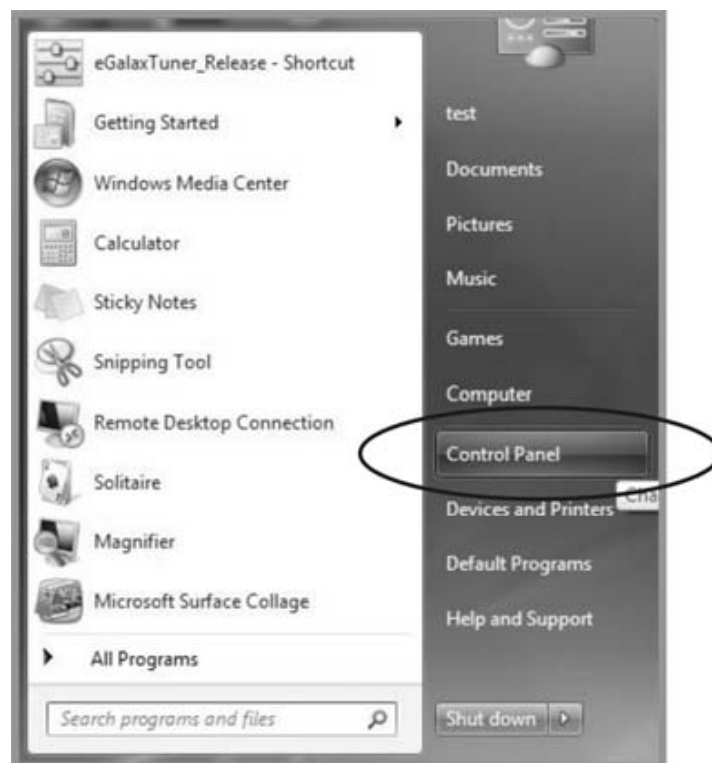 eGalaxTuner_Release - Shortcut
Getting Started
Windows Media Center
Calculator
Sticky Notes
Snipping Tool
Remote Desktop Connection
Solitaire
Magnifier
Microsoft Surface Collage
All Programs
Search programs and files
test
Documents
Pictures
Music
Games
Computer
Control Panel
Cha
Devices and Printers
Default Programs
Help and Support
Shut down